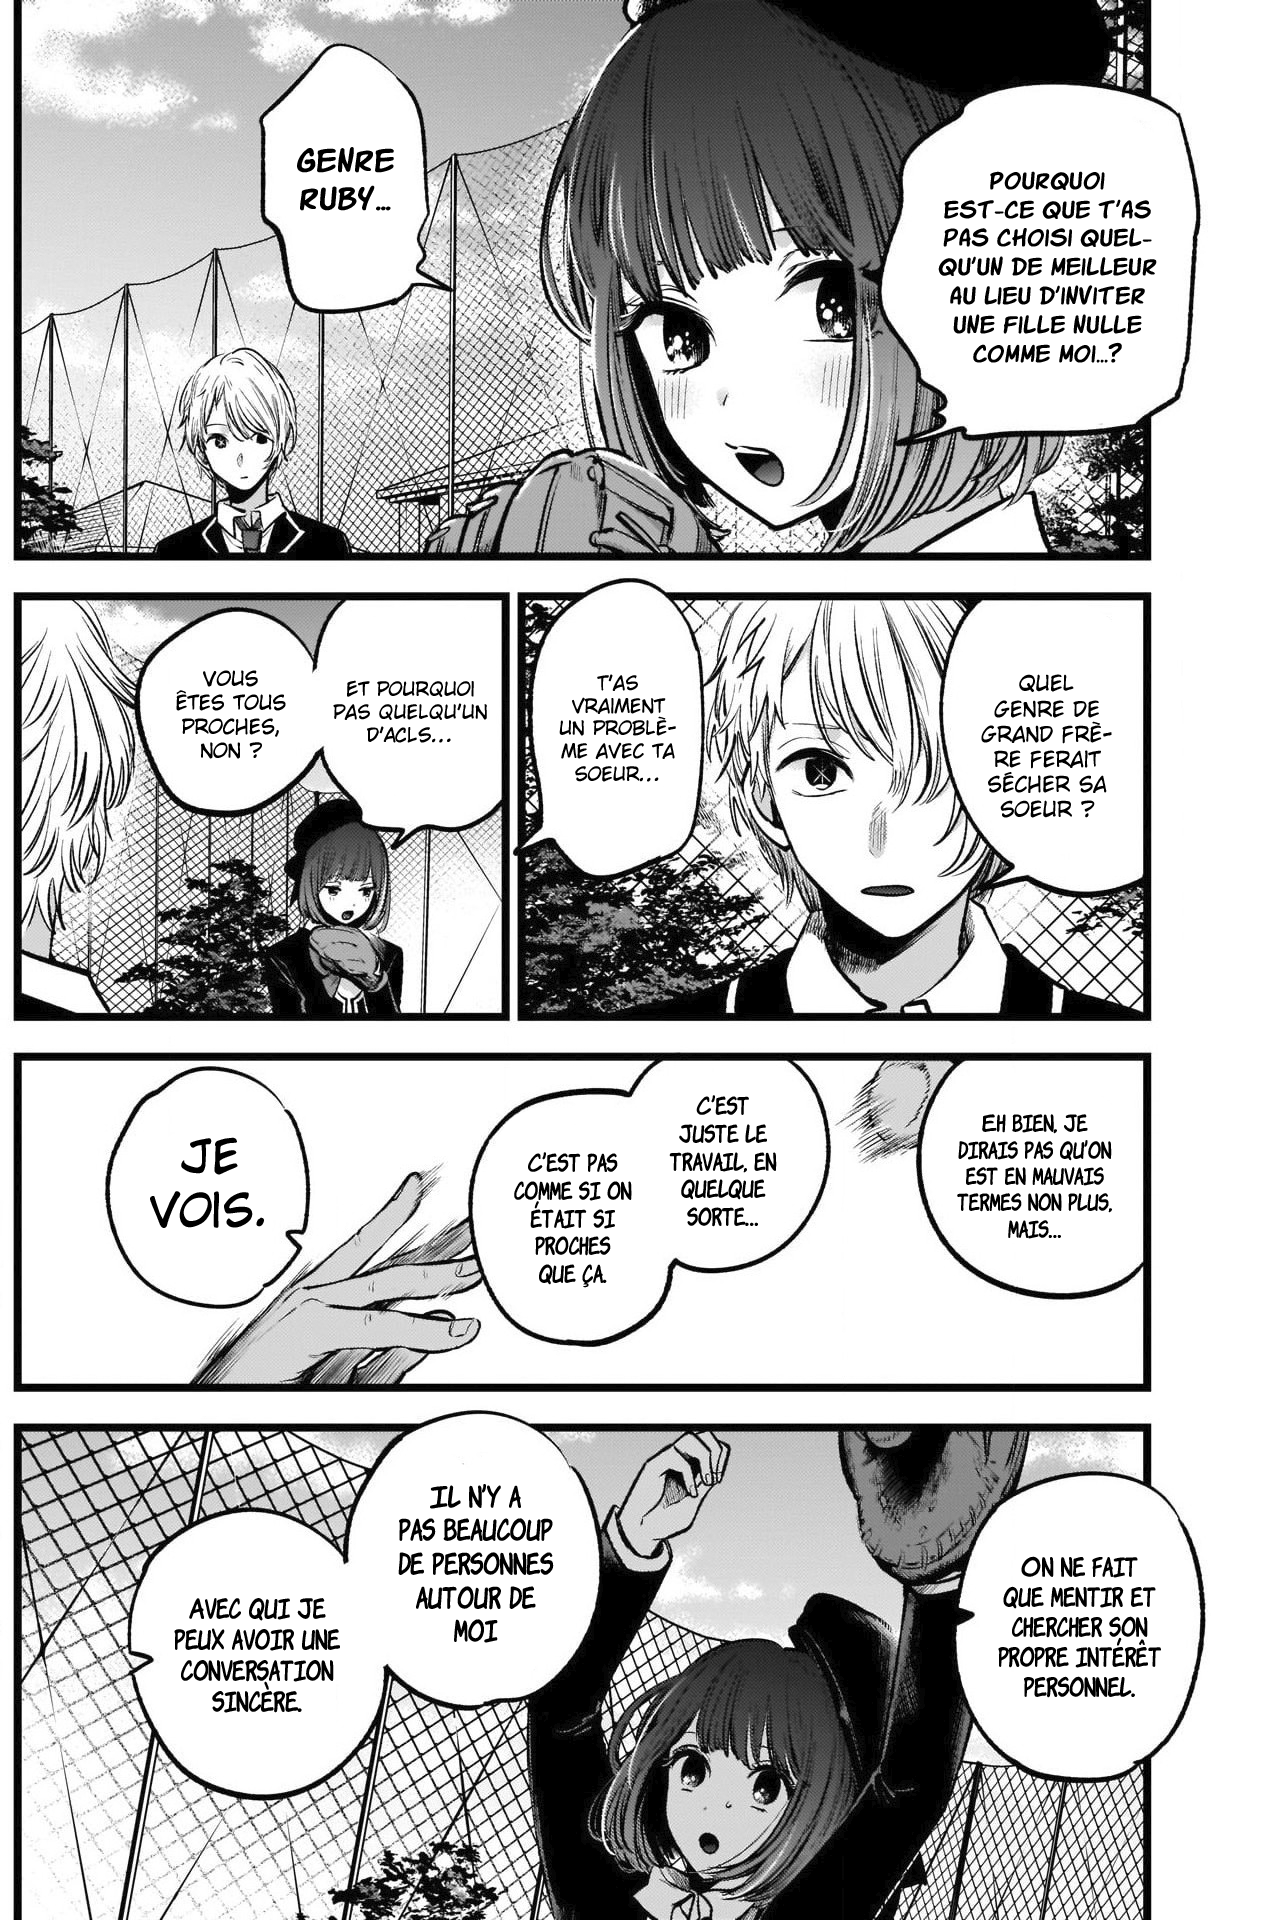 POURQUOI
EST-CE QUE T'AS
PAS CHOISI QUEL-
QU'UN DE MEILLEUR
AU LIEU D'INVITER
UNE FILLE NULLE
COMME MOI...?
GENRE
RUBY...
QUEL
GENRE DE
GRAND FRÈ-
RE FERAIT
SÉCHER SA
SOEUR ?
T'AS
VRAIMENT
UN PROBLÈ-
ME AVEC TA
SOEUR...
ET POURQUOI
PAS QUELQU'UN
D'ACLS...
VOUS
ÊTES TOUS
PROCHES,
NON ?
EH BIEN, JE
DIRAIS PAS QU'ON
EST EN MAUVAIS
TERMES NON PLUS,
MAIS...
C'EST
JUSTE LE
TRAVAIL, EN
QUELQUE
SORTE...
C'EST PAS
COMME SI ON
ÉTAIT SI
PROCHES
QUE ÇA.
JE
VOIS.
ON NE FAIT
QUE MENTIR ET
CHERCHER SON
PROPRE INTÉRÊT
PERSONNEL.
IL N'Y A
PAS BEAUCOUP
DE PERSONNES
AUTOUR DE
MOI
AVEC QUI JE
PEUX AVOIR UNE
CONVERSATION
SINCÈRE.